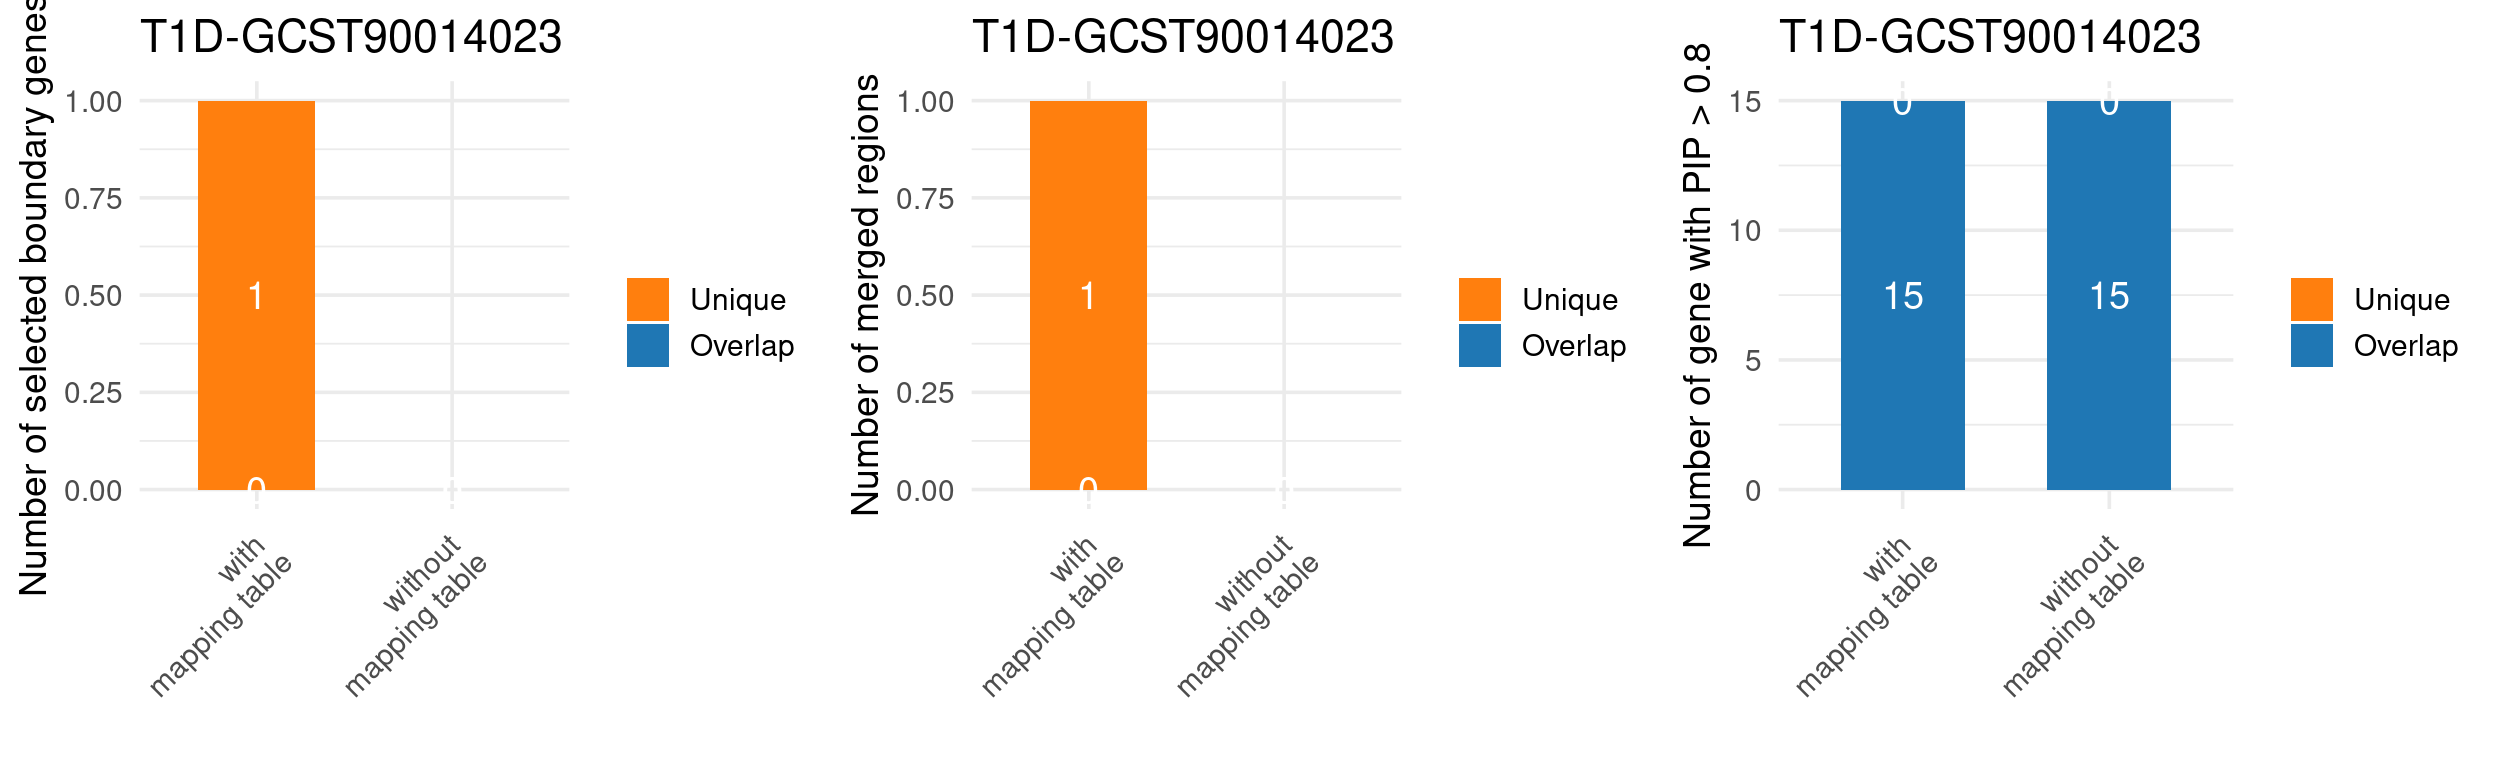 T1D-GCST90014023
Number of selected boundary genes
1.00
0.75
0.50
0.25
0.00
1
0
with
mapping table
without
mapping table
Unique
Overlap
T1D-GCST90014023
Number of merged regions
1.00
0.75
0.50
0.25
0.00
1
0
with
mapping table
without
mapping table
Unique
Overlap
T1D-GCST90014023
Number of gene with PIP > 0.8
15
10
5
0
0
15
0
15
with
mapping table
without
mapping table
Unique
Overlap